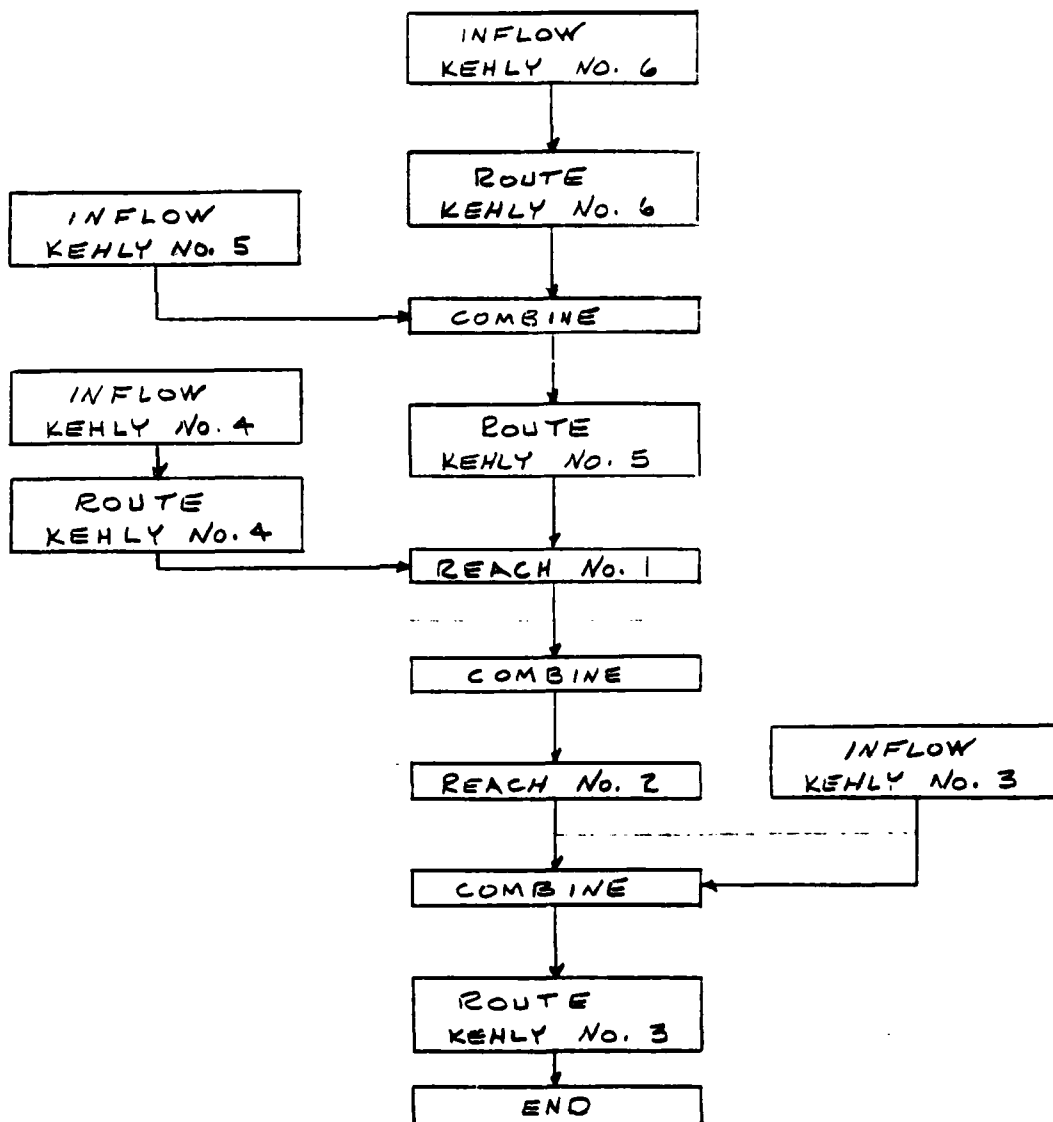 INFLOW
KEHLY NO. 6
ROUTE
KEHLY NO. 6
INFLOW
KEHLY NO. 5
COMBINE
INFLOW
KEHLY NO. 4
ROUTE
KEHLY NO. 5
ROUTE
KEHLY NO. 4
REACH NO. 1
COMBINE
INFLOW
KEHLY NO. 3
REACH NO. 2
COMBINE
ROUTE
KEHLY NO. 3
END